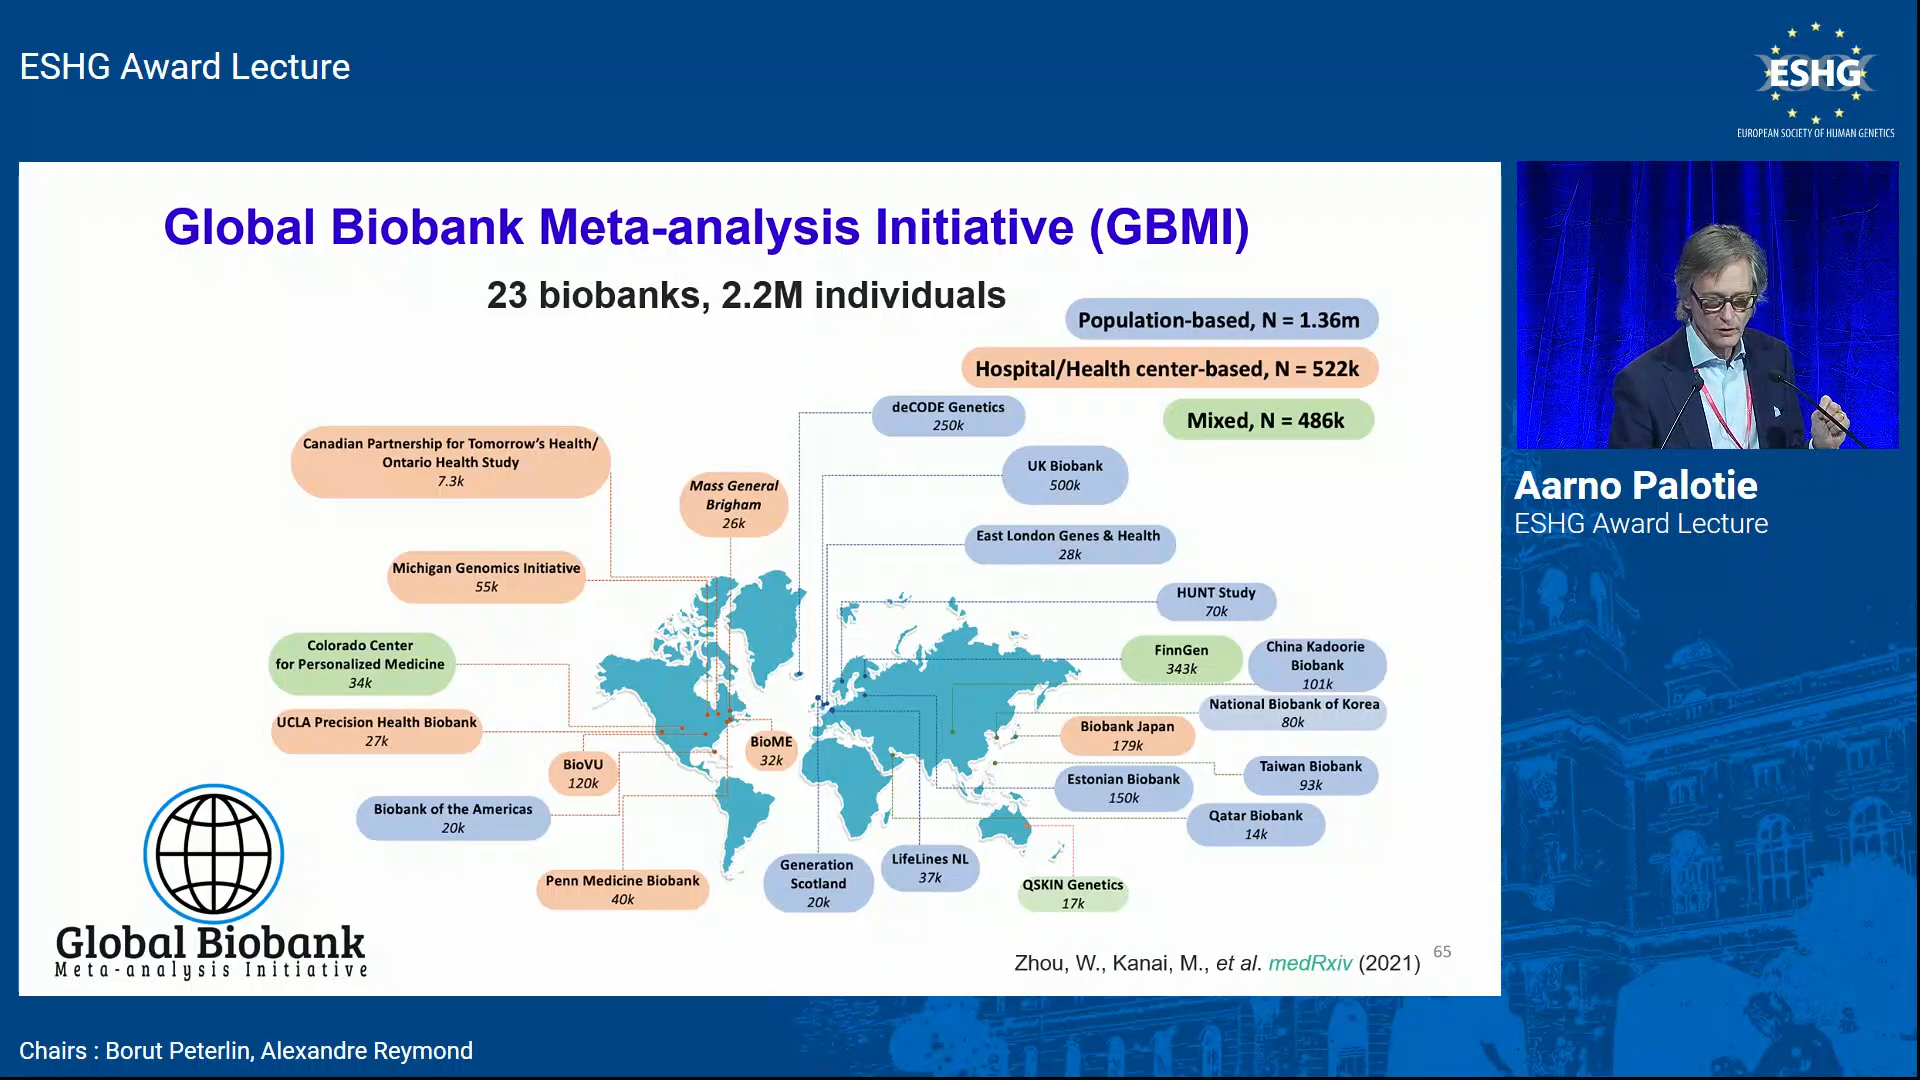 ESHG Award Lecture
ESHG
EUROPEAN SOCIETY OF HUMAN GENETICS
Global Biobank Meta-analysis Initiative (GBMI)
23 biobanks, 2.2M individuals
Population-based, N = 1.36m
Hospital/Health center-based, N = 522k
Mixed, N = 486k
deCODE Genetics
250k
Canadian Partnership for Tomorrow's Health/
Ontario Health Study
7.3k
Mass General
Brigham
26k
UK Biobank
500k
East London Genes & Health
28k
Michigan Genomics Initiative
55k
HUNT Study
70k
Colorado Center
for Personalized Medicine
34k
FinnGen
343k
China Kadoorie
Biobank
101k
National Biobank of Korea
80k
UCLA Precision Health Biobank
27k
BioME
32k
Biobank Japan
179k
BioVU
120k
Taiwan Biobank
93k
Estonian Biobank
150k
Biobank of the Americas
20k
Qatar Biobank
14k
Penn Medicine Biobank
40k
Generation
Scotland
20k
LifeLines NL
37k
QSKIN Genetics
17k
Global Biobank
Meta-analysis Initiative
Zhou, W., Kanai, M., et al. medRxiv (2021)
65
Aarno Palotie
ESHG Award Lecture
Chairs : Borut Peterlin, Alexandre Reymond